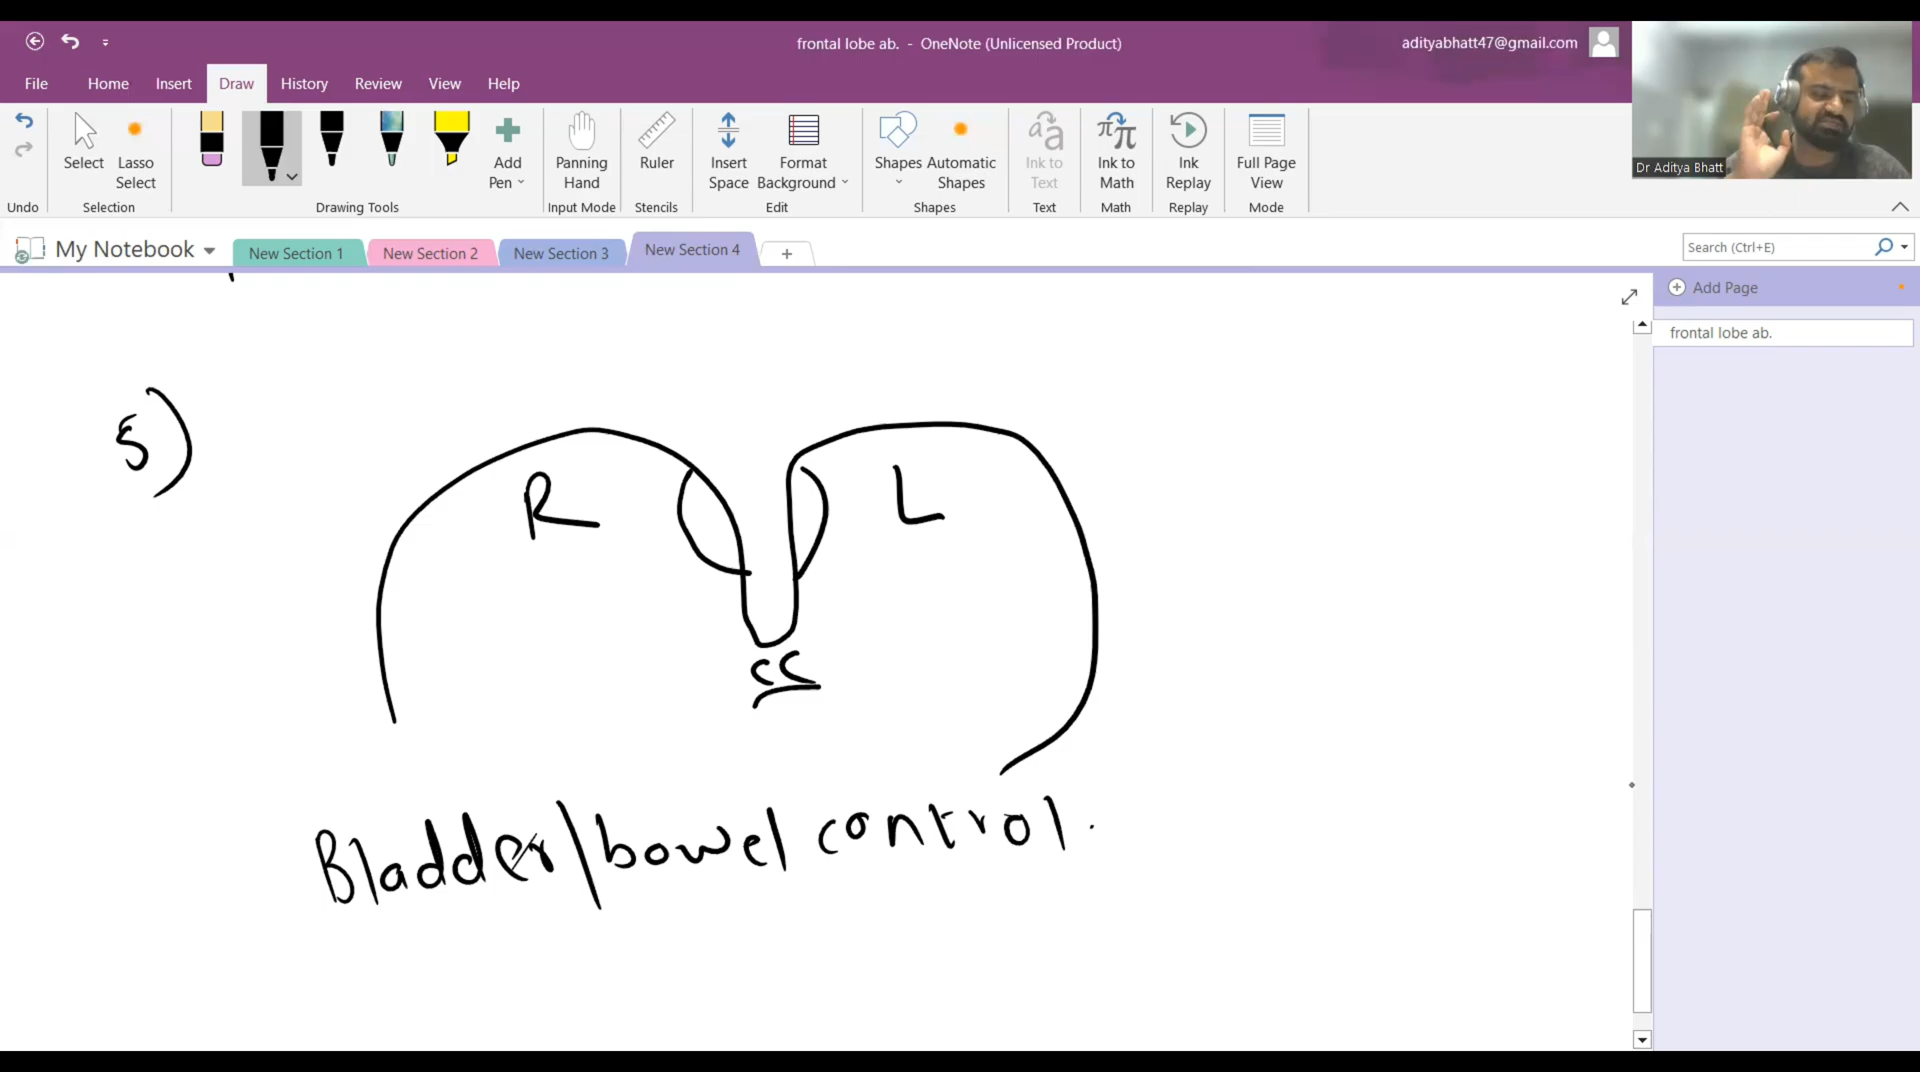 frontal lobe ab. - OneNote (Unlicensed Product)
adityabhatt47@gmail.com
File Home Insert Draw History Review View Help
Dr Aditya Bhatt
Select
Lasso Select
Add Pen
Panning Hand
Ruler
Insert Space
Format Background
Shapes
Automatic Shapes
Ink to Text
Ink to Math
Ink Replay
Full Page View
Undo Selection Drawing Tools Input Mode Stencils Edit Shapes Text Math Replay Mode
My Notebook New Section 1 New Section 2 New Section 3 New Section 4 +
Search (Ctrl+E)
Add Page
frontal lobe ab.
5)
R L
CC
Bladder/bowel control.